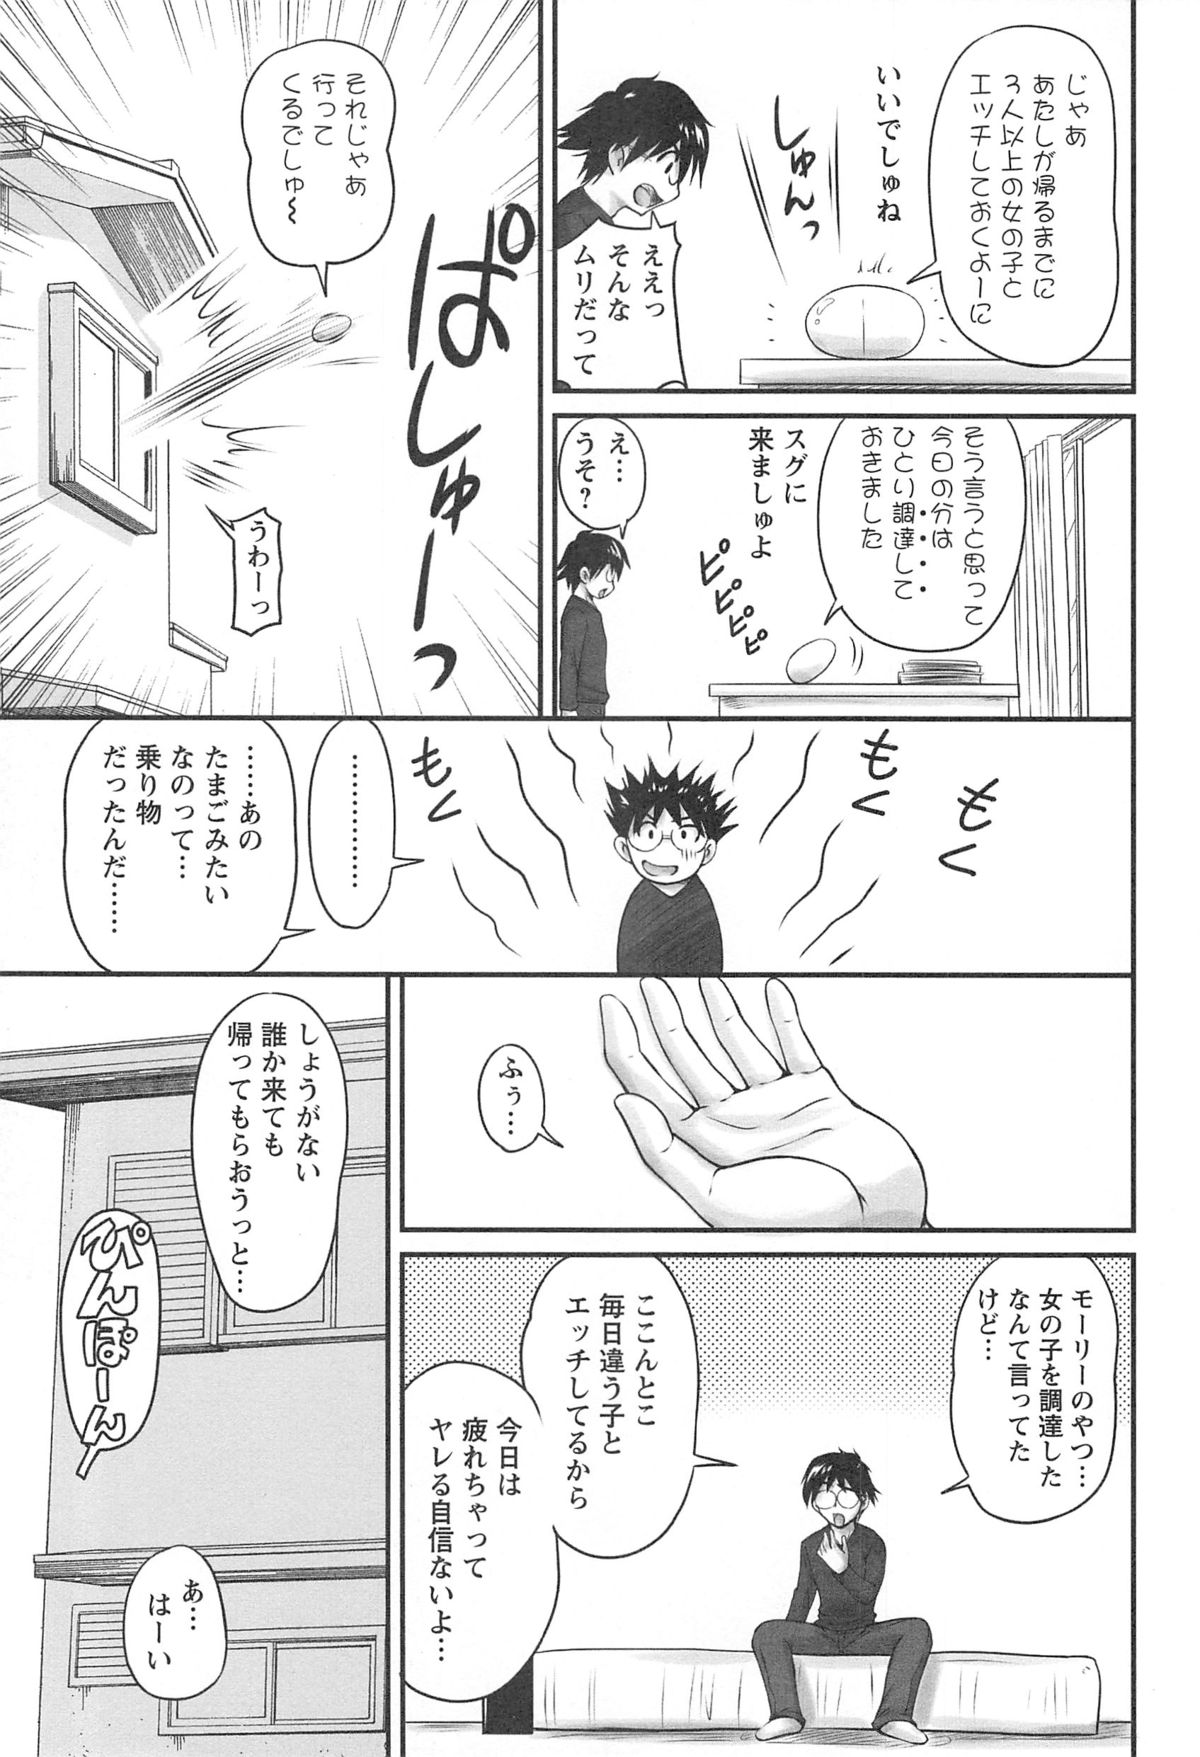 じゃあ
あたしが帰るまでに
3人以上の女の子と
エッチしておくよーに
いいでしゅね
しゅんっ
ええっ
そんな
ムリだって
そう言うと思って
今日の分は
ひとり調達して
おきました
スグに
来ましゅよ
ピピピピ
え…
うそ?
それじゃあ
行って
くるでしゅ〜
ぱしゅーっ
うわーっ
もく
もく
もく
…………
……あの
たまごみたい
なのって…
乗り物
だったんだ……
ふぅ…
モーリーのやつ…
女の子を調達した
なんて言ってた
けど…
ここんとこ
毎日違う子と
エッチしてるから
今日は
疲れちゃって
ヤレる自信ないよ…
しょうがない
誰か来ても
帰ってもらおうっと…
ぴんぽーん
あ…
はーい